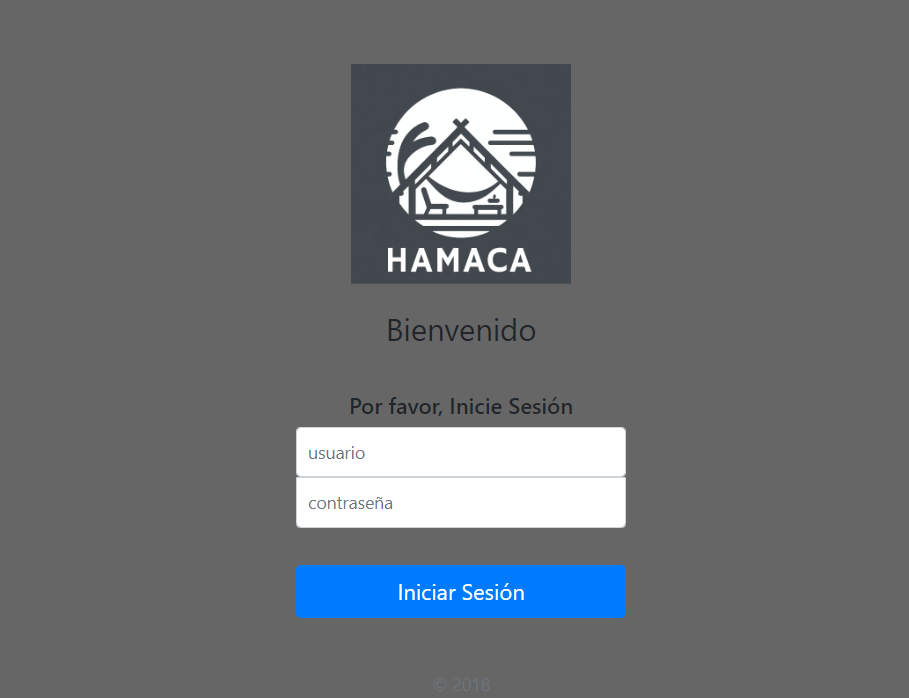 HAMACA
Bienvenido
Por favor, Inicie Sesión
usuario
contraseña
Iniciar Sesión
© 2018